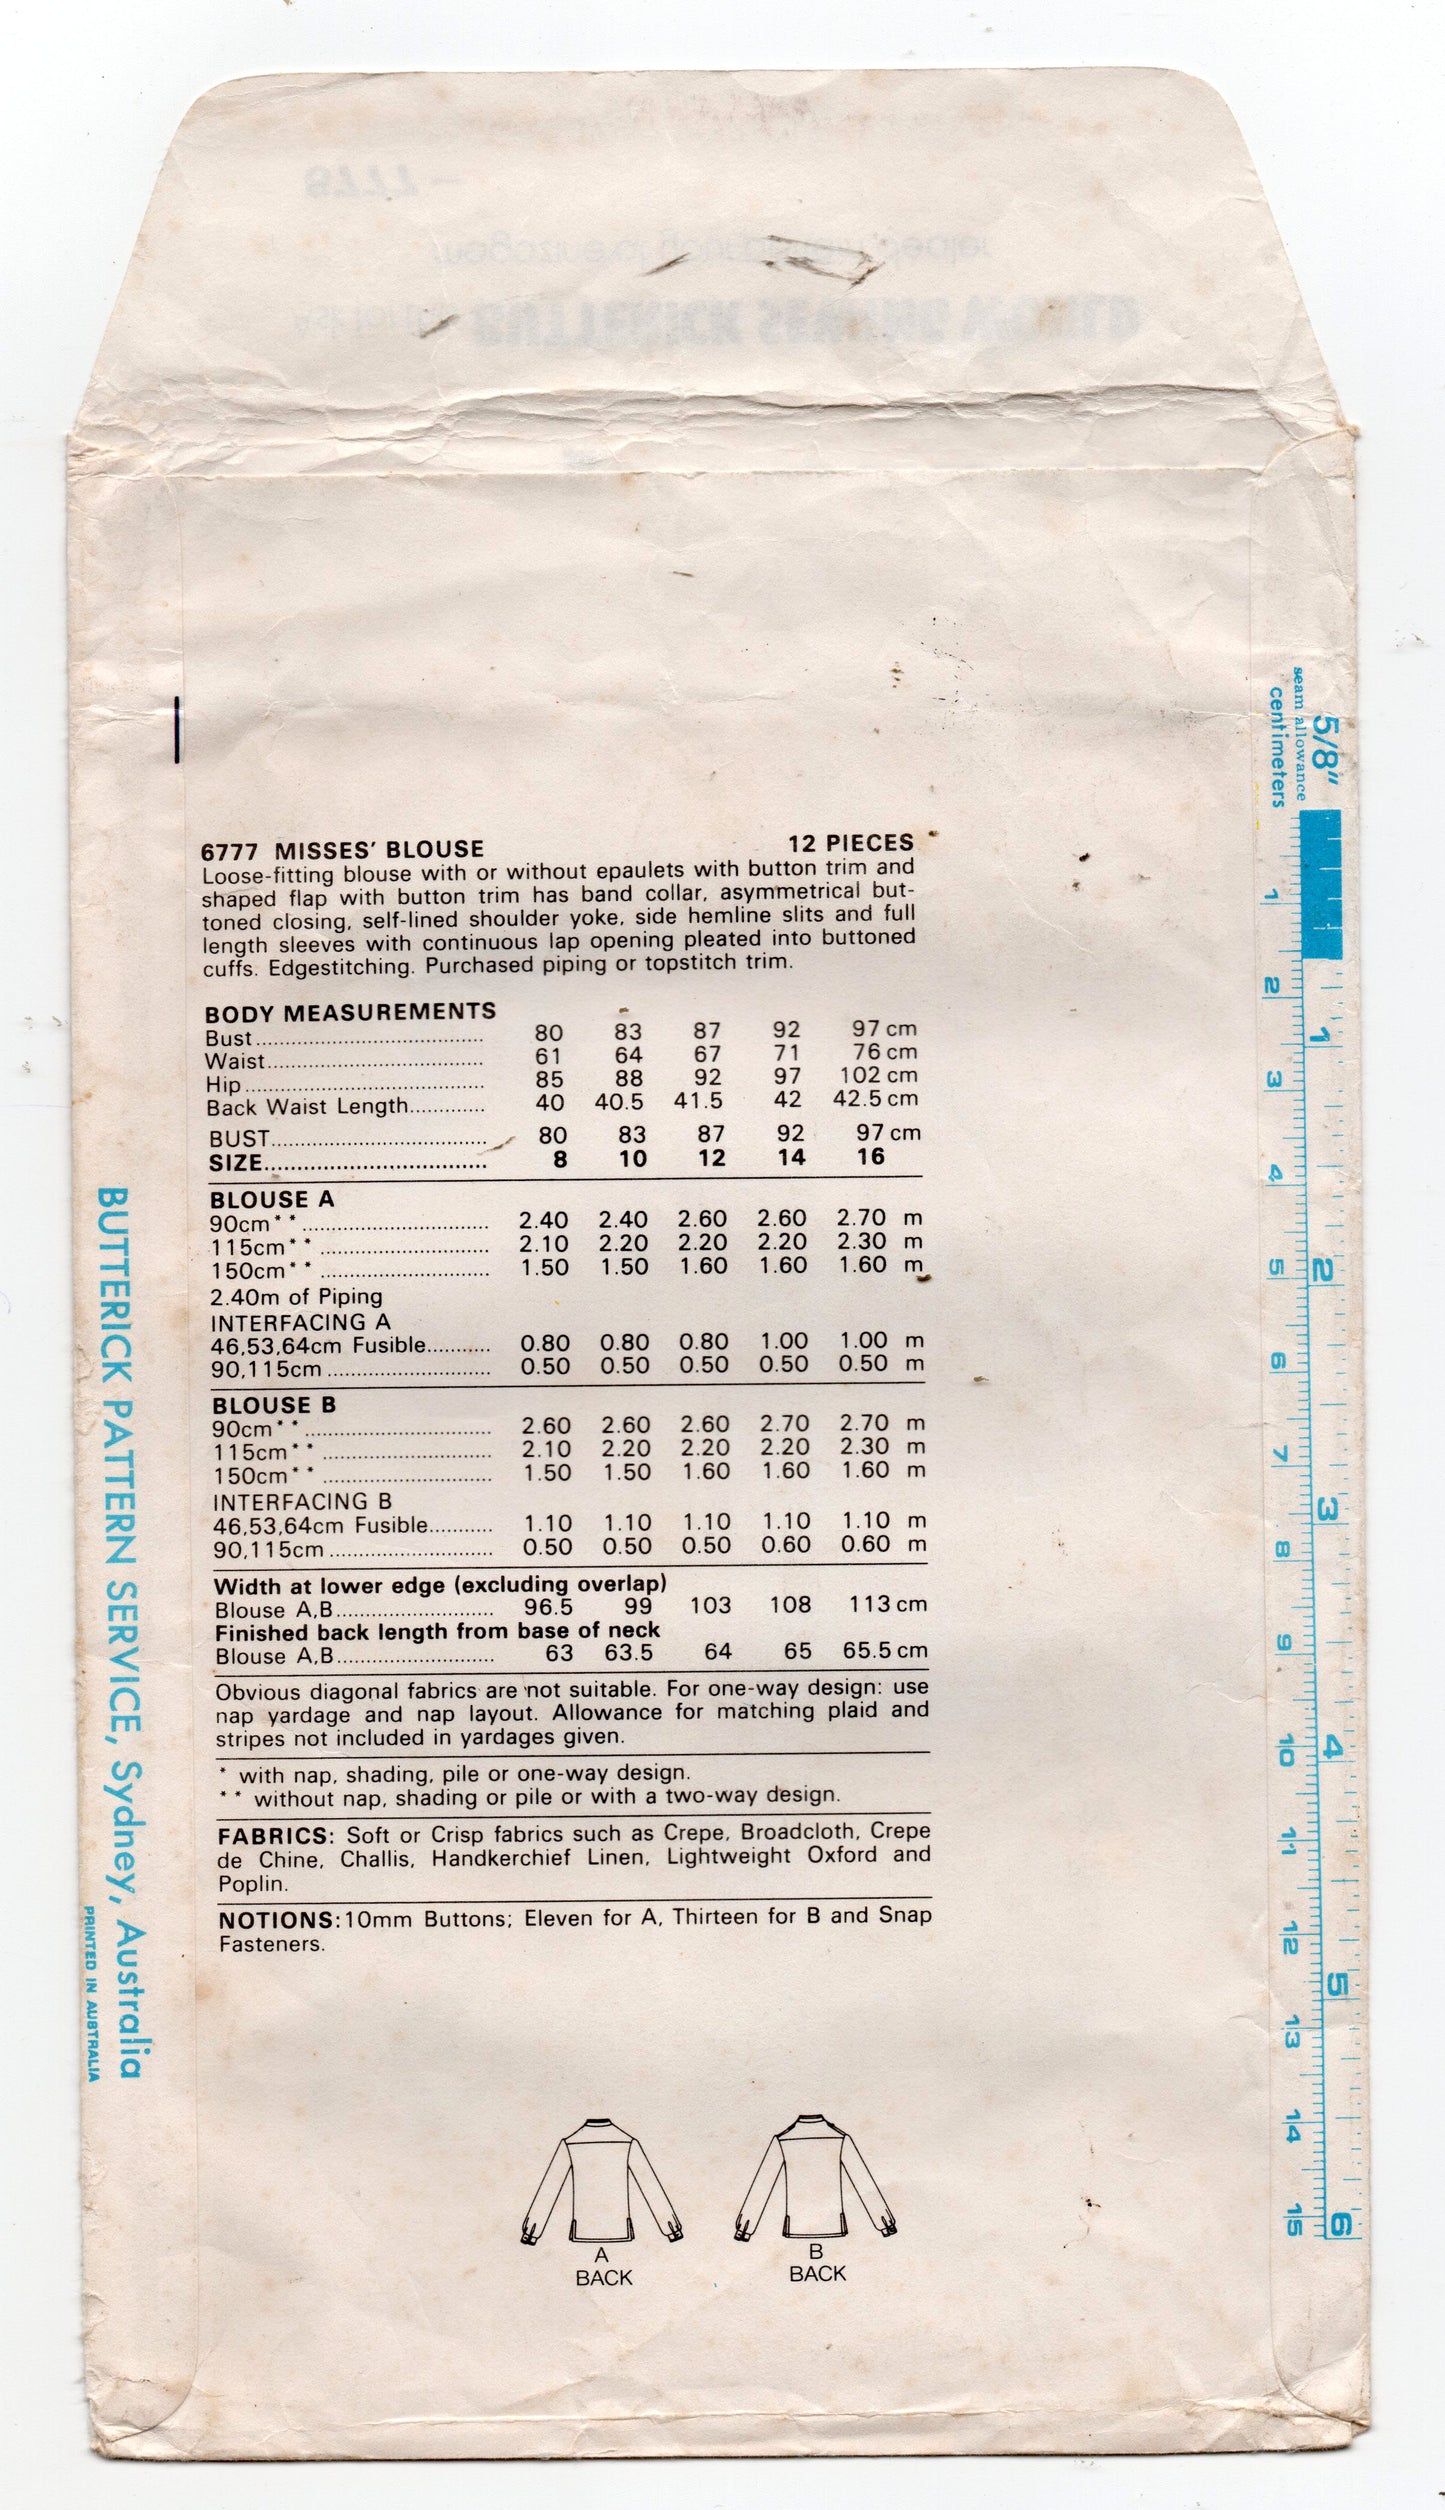 6777 MISSES' BLOUSE 12 PIECES
Loose-fitting blouse with or without epaulets with button trim and
shaped flap with button trim has band collar, asymmetrical but-
toned closing, self-lined shoulder yoke, side hemline slits and full
length sleeves with continuous lap opening pleated into buttoned
cuffs. Edgestitching. Purchased piping or topstitch trim.
BODY MEASUREMENTS
Bust 80 83 87 92 97 cm
Waist 61 64 67 71 76 cm
Hip 85 88 92 97 102 cm
Back Waist Length 40 40.5 41.5 42 42.5 cm
BUST 80 83 87 92 97 cm
SIZE 8 10 12 14 16
BLOUSE A
90cm** 2.40 2.40 2.60 2.60 2.70 m
115cm** 2.10 2.20 2.20 2.20 2.30 m
150cm** 1.50 1.50 1.60 1.60 1.60 m
2.40m of Piping
INTERFACING A
46,53,64cm Fusible 0.80 0.80 0.80 1.00 1.00 m
90,115cm 0.50 0.50 0.50 0.50 0.50 m
BLOUSE B
90cm** 2.60 2.60 2.60 2.70 2.70 m
115cm** 2.10 2.20 2.20 2.20 2.30 m
150cm** 1.50 1.50 1.60 1.60 1.60 m
INTERFACING B
46,53,64cm Fusible 1.10 1.10 1.10 1.10 1.10 m
90,115cm 0.50 0.50 0.50 0.60 0.60 m
Width at lower edge (excluding overlap)
Blouse A,B 96.5 99 103 108 113 cm
Finished back length from base of neck
Blouse A,B 63 63.5 64 65 65.5 cm
Obvious diagonal fabrics are not suitable. For one-way design: use
nap yardage and nap layout. Allowance for matching plaid and
stripes not included in yardages given.
* with nap, shading, pile or one-way design.
** without nap, shading or pile or with a two-way design.
FABRICS: Soft or Crisp fabrics such as Crepe, Broadcloth, Crepe
de Chine, Challis, Handkerchief Linen, Lightweight Oxford and
Poplin.
NOTIONS: 10mm Buttons; Eleven for A, Thirteen for B and Snap
Fasteners.
A
BACK
B
BACK
BUTTERICK PATTERN SERVICE, Sydney, Australia
PRINTED IN AUSTRALIA
5/8"
seam allowance
centimeters
1 2 3 4 5 6 7 8 9 10 11 12 13 14 15
1 2 3 4 5 6